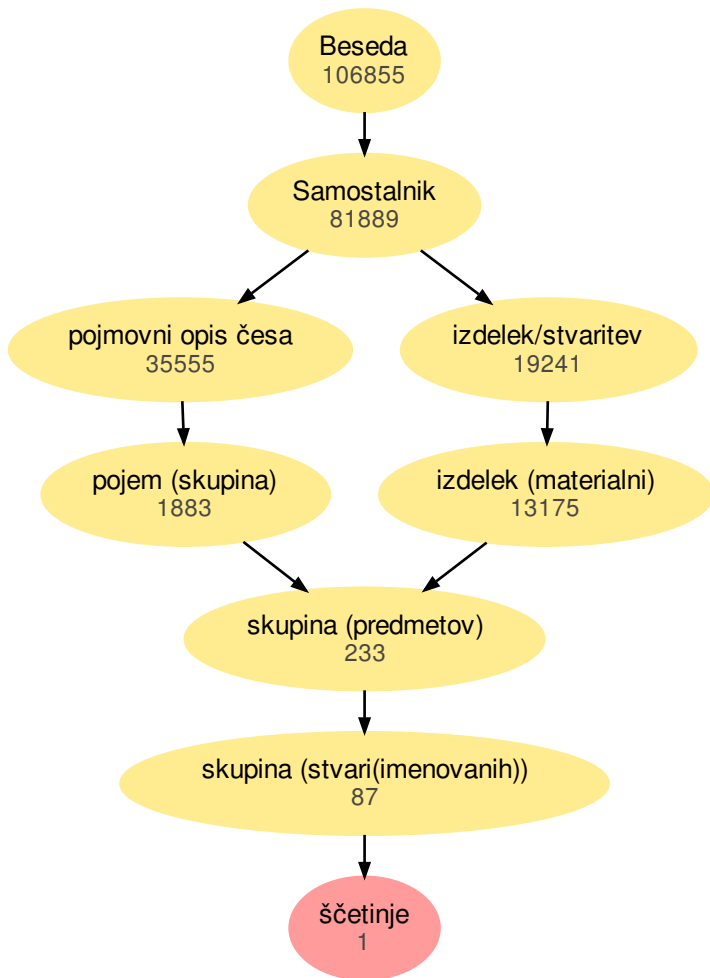 Beseda
106855
Samostalnik
81889
pojmovni opis česa
35555
izdelek/stvaritev
19241
pojem (skupina)
1883
izdelek (materialni)
13175
skupina (predmetov)
233
skupina (stvari(imenovanih))
87
ščetinje
1